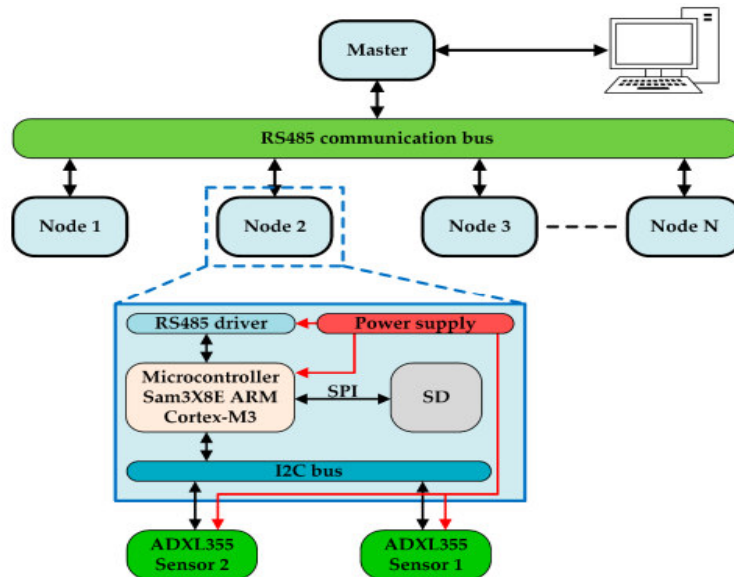 Master
RS485 communication bus
Node 1
Node 2
Node 3
Node N
RS485 driver
Power supply
Microcontroller
Sam3X8E ARM
Cortex-M3
SPI
SD
I2C bus
ADXL355
Sensor 2
ADXL355
Sensor 1